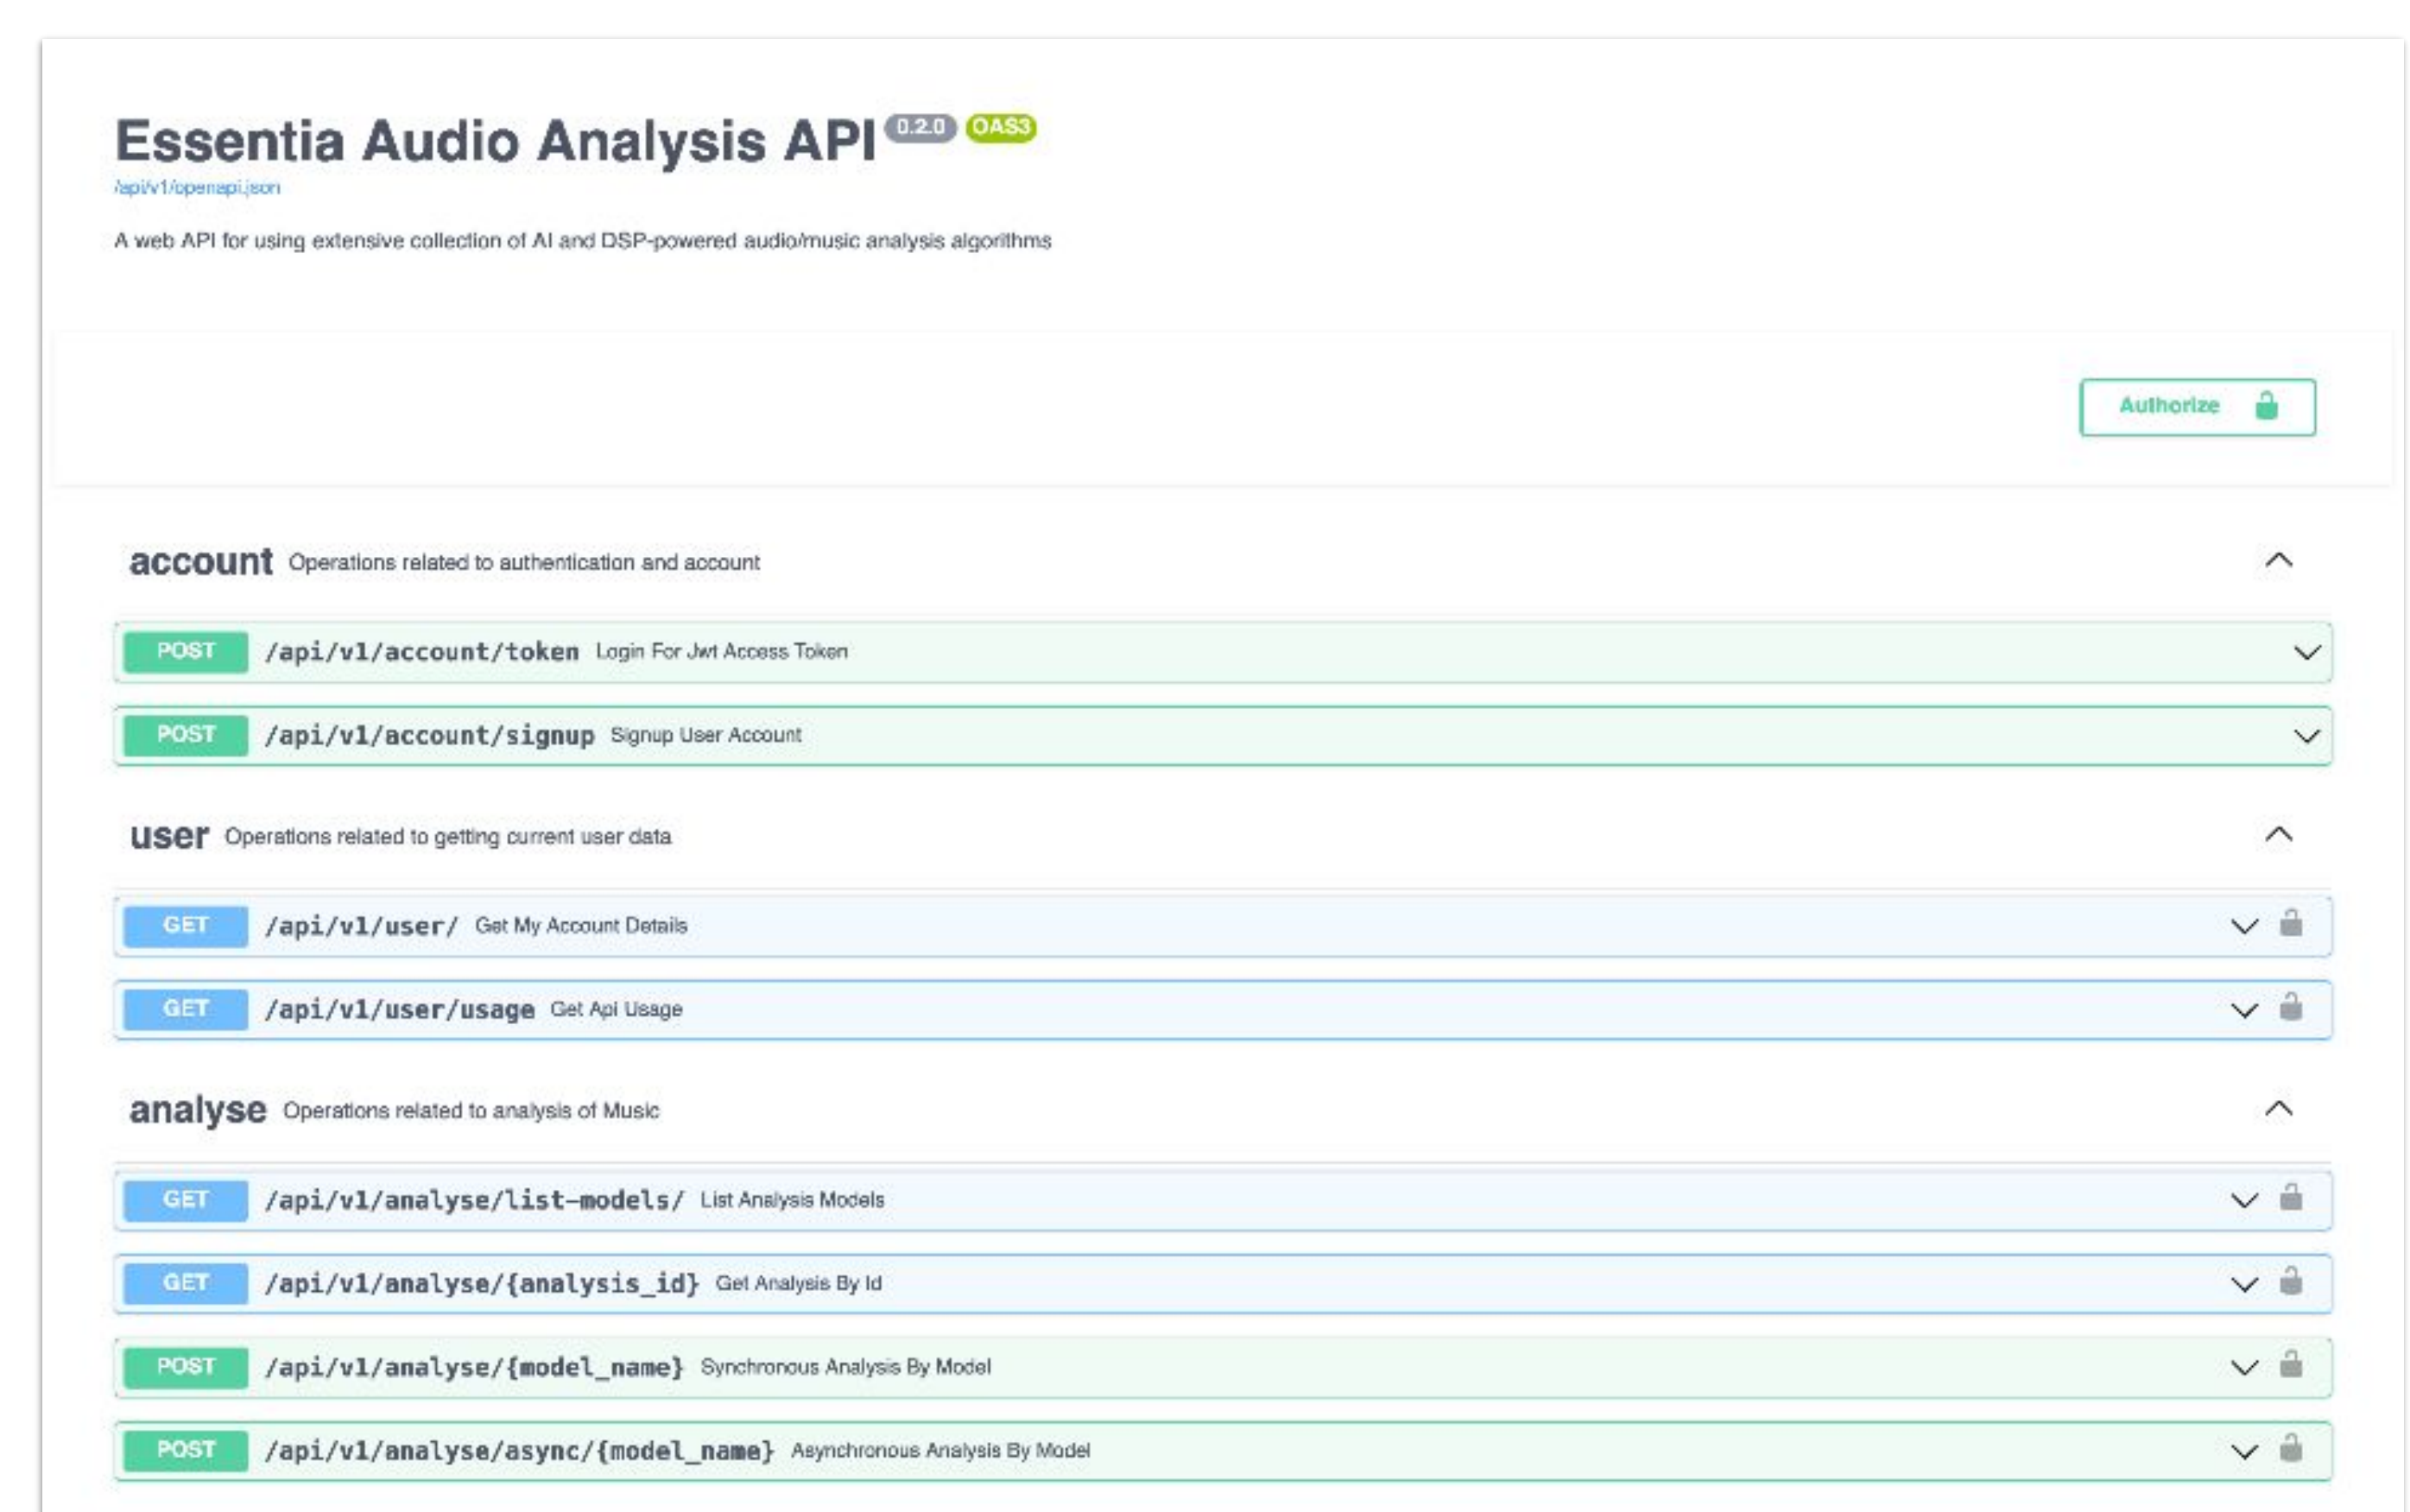 Essentia Audio Analysis API 0.2.0 OAS3
/api/v1/openapi.json
A web API for using extensive collection of AI and DSP-powered audio/music analysis algorithms
Authorize
account Operations related to authentication and account
POST /api/v1/account/token Login For Jwt Access Token
POST /api/v1/account/signup Signup User Account
user Operations related to getting current user data
GET /api/v1/user/ Get My Account Details
GET /api/v1/user/usage Get Api Usage
analyse Operations related to analysis of Music
GET /api/v1/analyse/list-models/ List Analysis Models
GET /api/v1/analyse/{analysis_id} Get Analysis By Id
POST /api/v1/analyse/{model_name} Synchronous Analysis By Model
POST /api/v1/analyse/async/{model_name} Asynchronous Analysis By Model